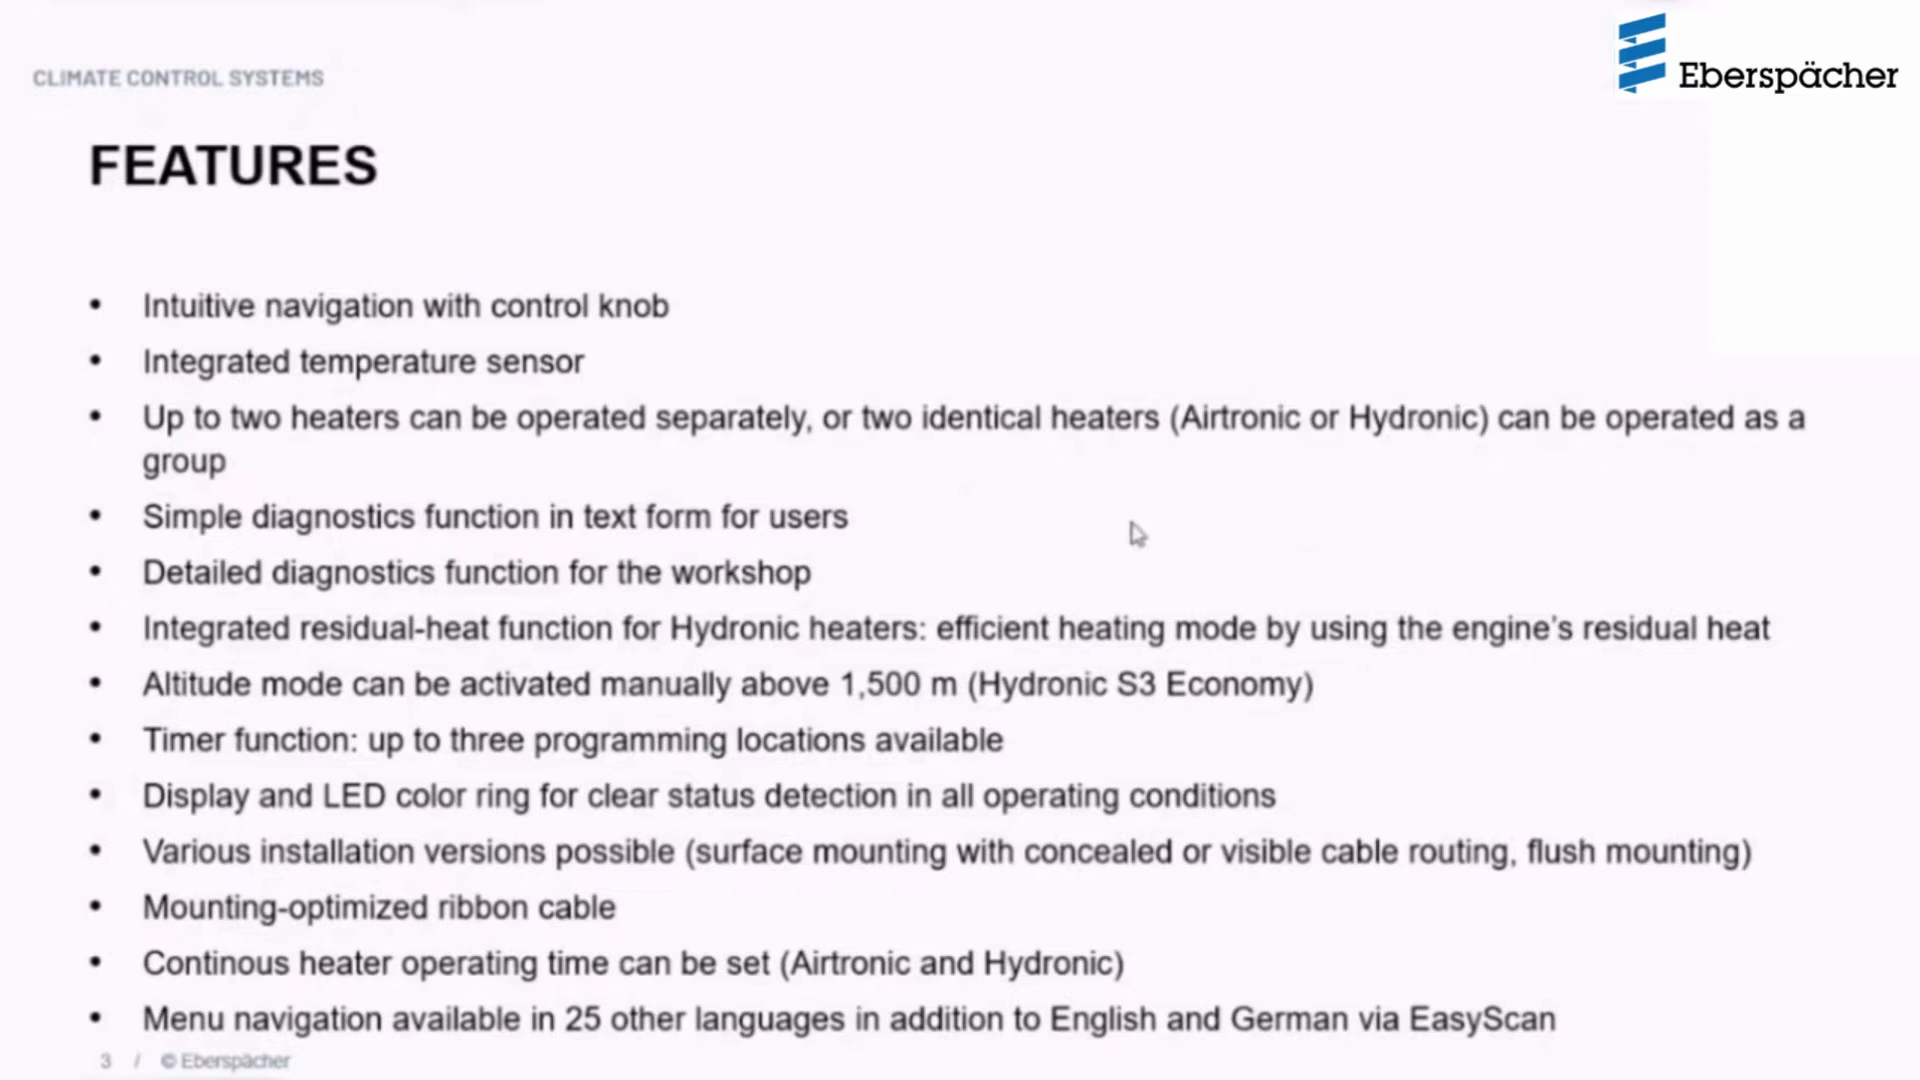 CLIMATE CONTROL SYSTEMS
Eberspächer
FEATURES
• Intuitive navigation with control knob
• Integrated temperature sensor
• Up to two heaters can be operated separately, or two identical heaters (Airtronic or Hydronic) can be operated as a
group
• Simple diagnostics function in text form for users
• Detailed diagnostics function for the workshop
• Integrated residual-heat function for Hydronic heaters: efficient heating mode by using the engine's residual heat
• Altitude mode can be activated manually above 1,500 m (Hydronic S3 Economy)
• Timer function: up to three programming locations available
• Display and LED color ring for clear status detection in all operating conditions
• Various installation versions possible (surface mounting with concealed or visible cable routing, flush mounting)
• Mounting-optimized ribbon cable
• Continous heater operating time can be set (Airtronic and Hydronic)
• Menu navigation available in 25 other languages in addition to English and German via EasyScan
3 / © Eberspächer